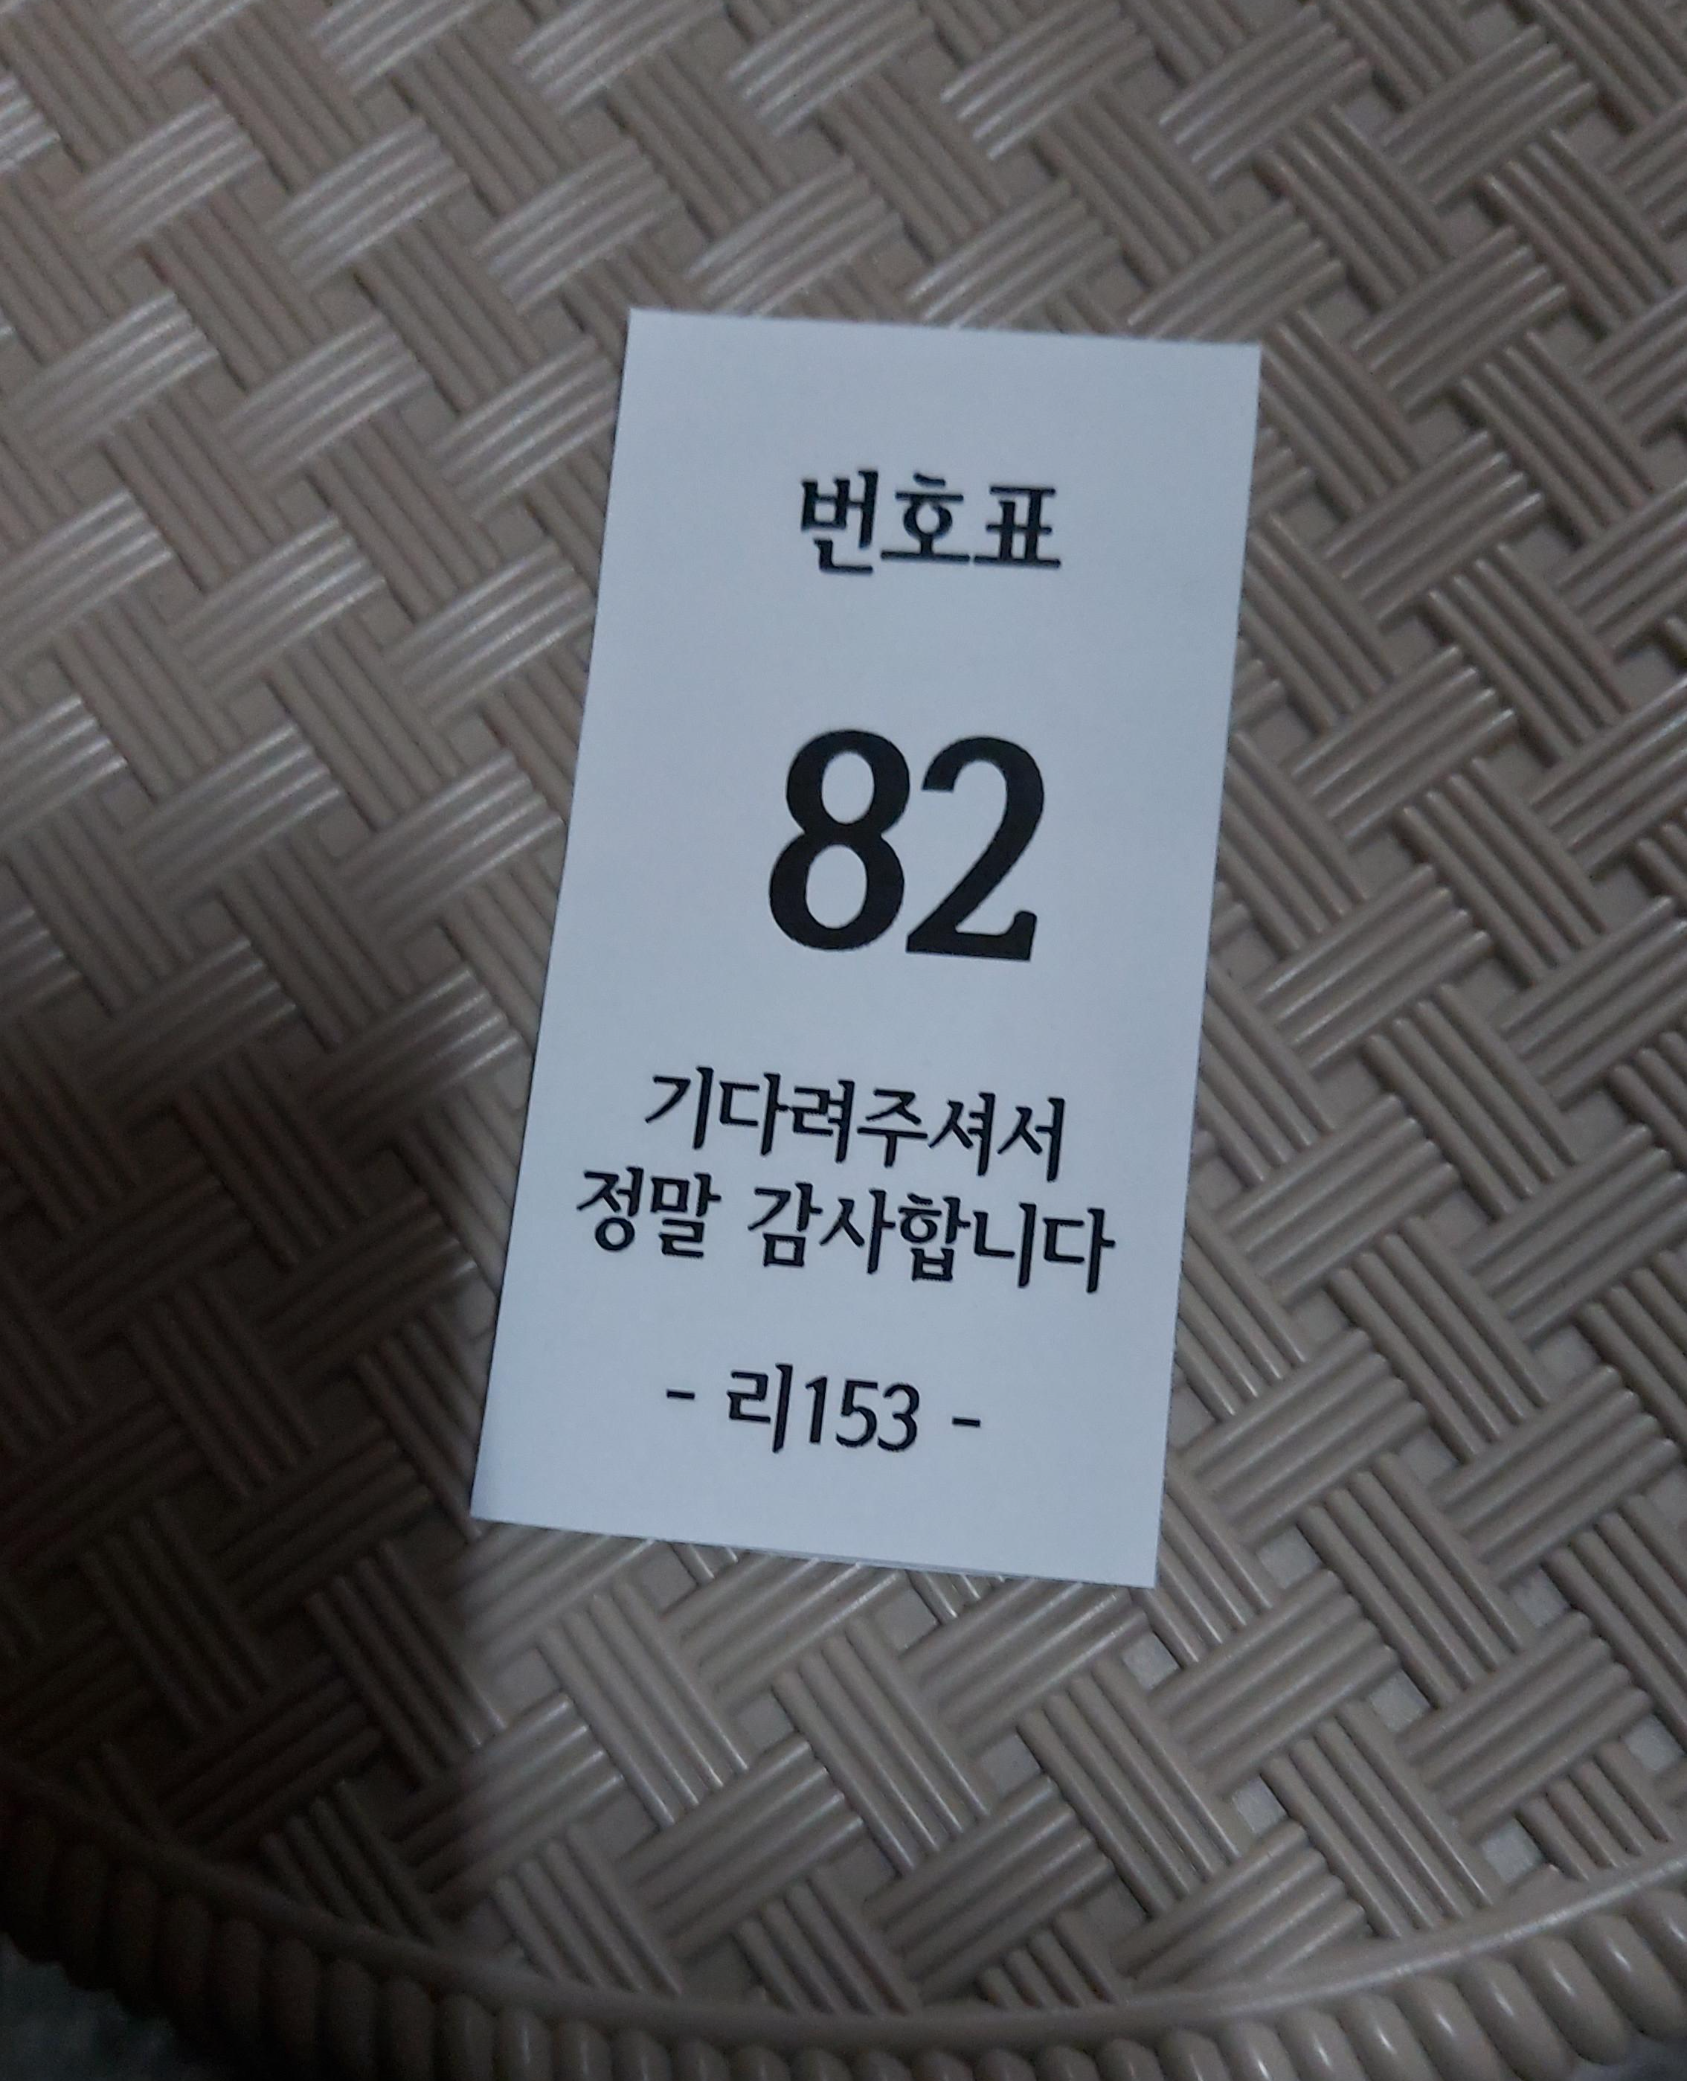 번호표
82
기다려주셔서
정말 감사합니다
- 리153 -